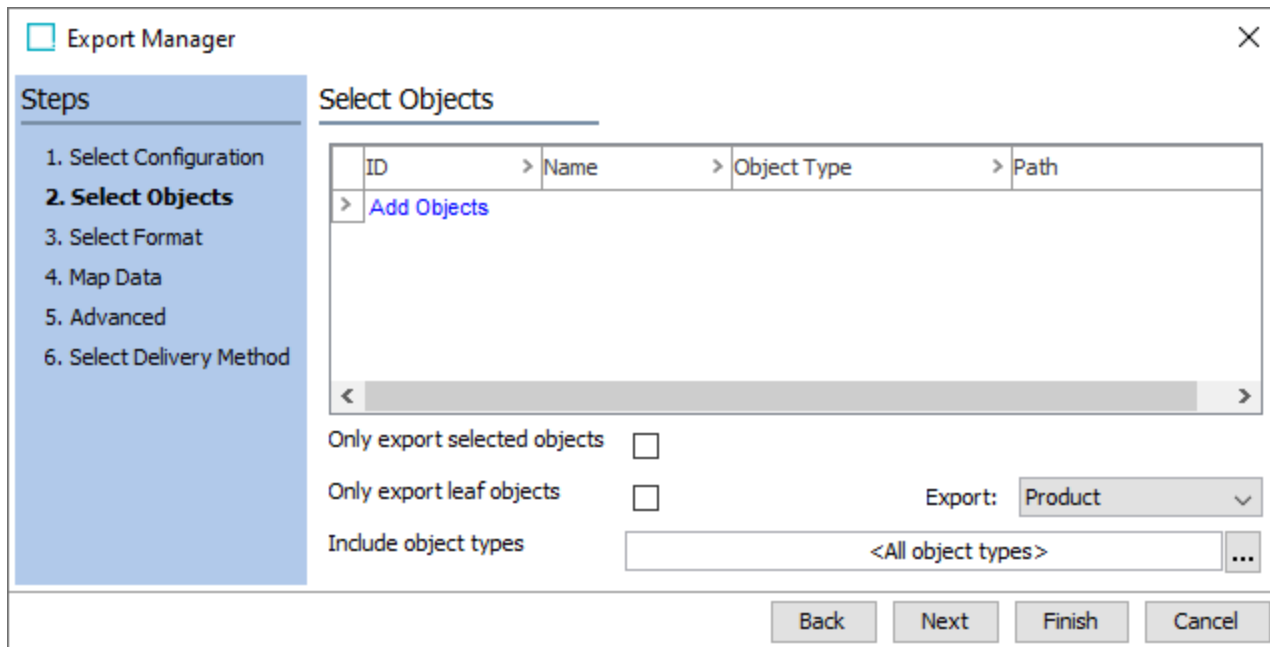 Export Manager
Steps
1. Select Configuration
2. Select Objects
3. Select Format
4. Map Data
5. Advanced
6. Select Delivery Method
Select Objects
ID > Name > Object Type > Path
> Add Objects
Only export selected objects
Only export leaf objects
Export: Product
Include object types
<All object types> ...
Back Next Finish Cancel